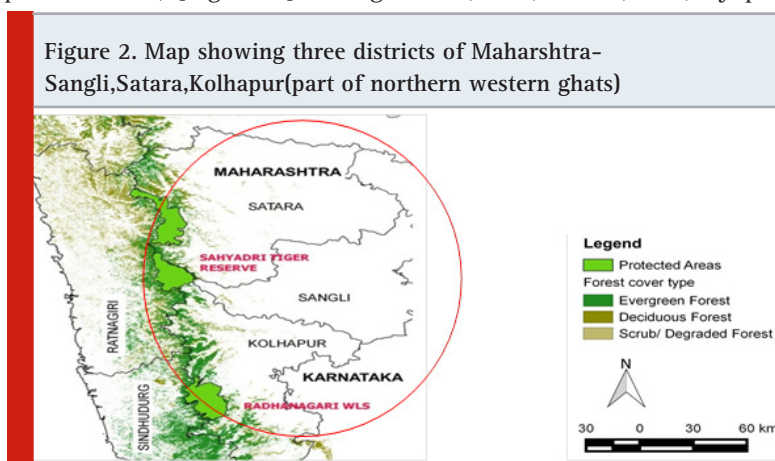 Figure 2. Map showing three districts of Maharshtra-
Sangli,Satara,Kolhapur(part of northern western ghats)
MAHARASHTRA
SATARA
SAHYADRI TIGER
RESERVE
SANGLI
RATNAGIRI
KOLHAPUR
KARNATAKA
SINDHUDURG
RADHANAGARI WLS
Legend
Protected Areas
Forest cover type
Evergreen Forest
Deciduous Forest
Scrub/ Degraded Forest
N
30 0 30 60 km